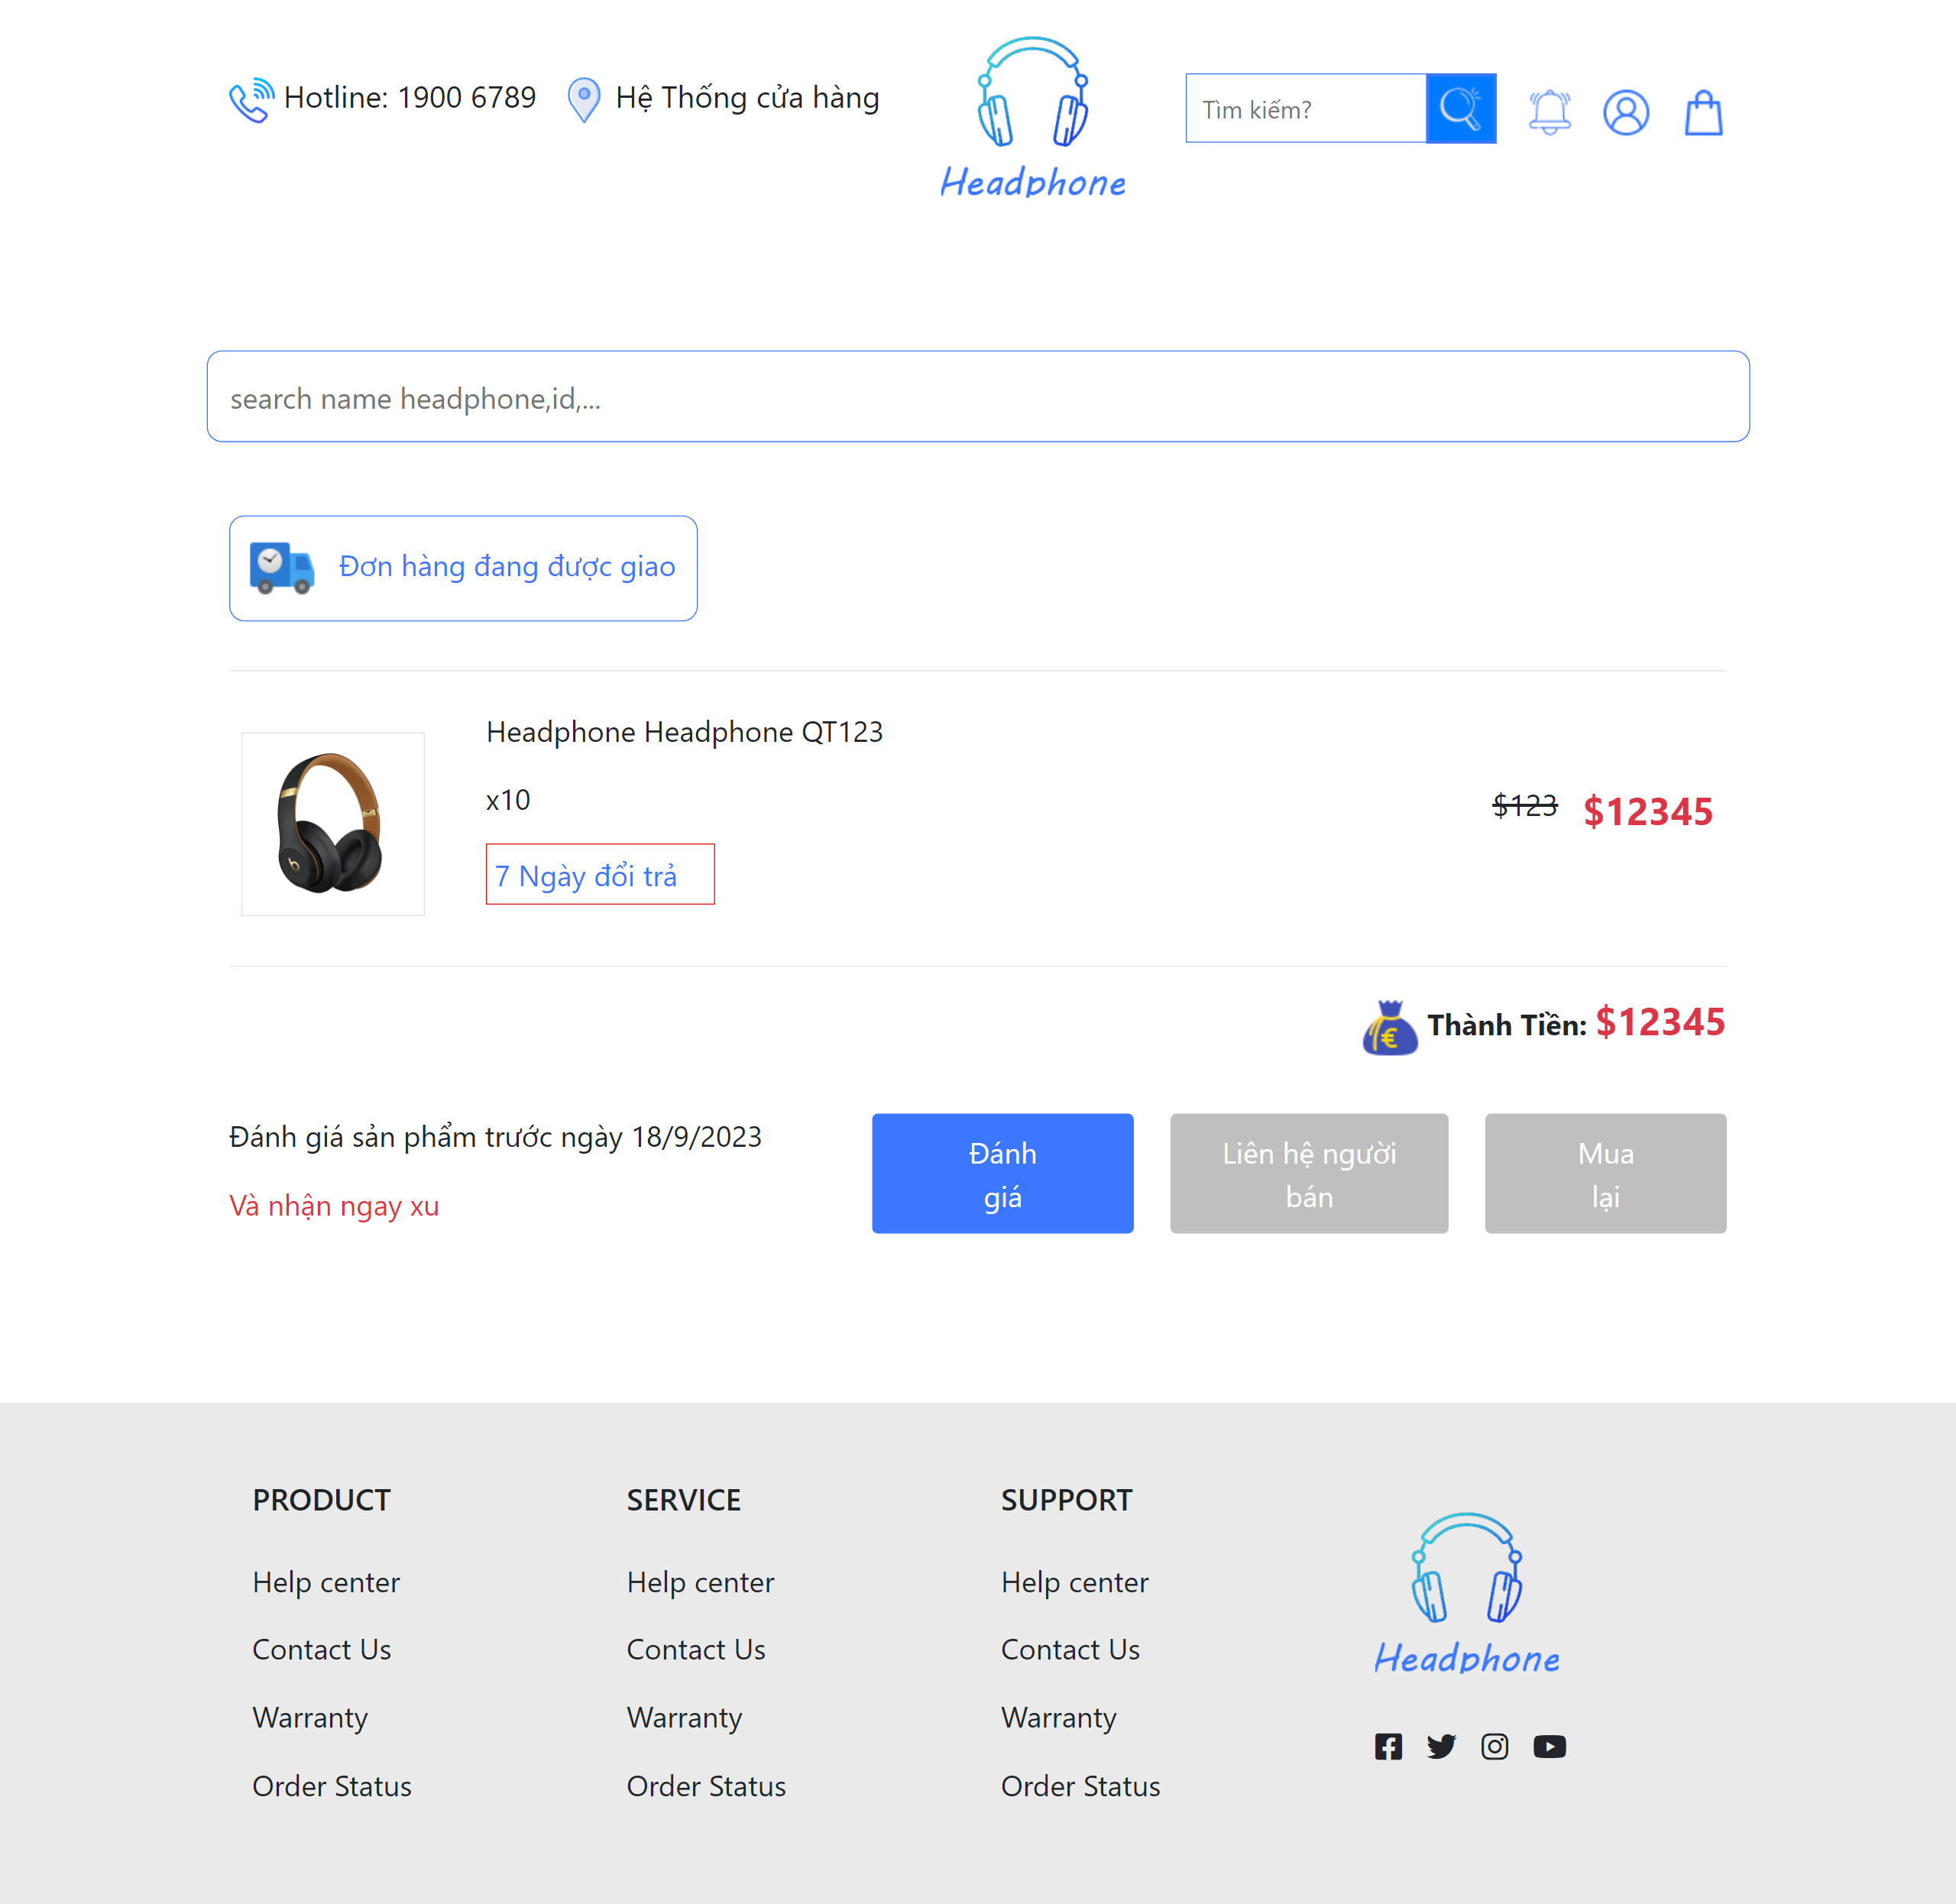 Hotline: 1900 6789
Hệ Thống cửa hàng
Headphone
Tìm kiếm?
search name headphone,id,...
Đơn hàng đang được giao
Headphone Headphone QT123
x10
7 Ngày đổi trả
$123 $12345
Thành Tiền: $12345
Đánh giá sản phẩm trước ngày 18/9/2023
Và nhận ngay xu
Đánh
giá
Liên hệ người
bán
Mua
lại
PRODUCT
Help center
Contact Us
Warranty
Order Status
SERVICE
Help center
Contact Us
Warranty
Order Status
SUPPORT
Help center
Contact Us
Warranty
Order Status
Headphone